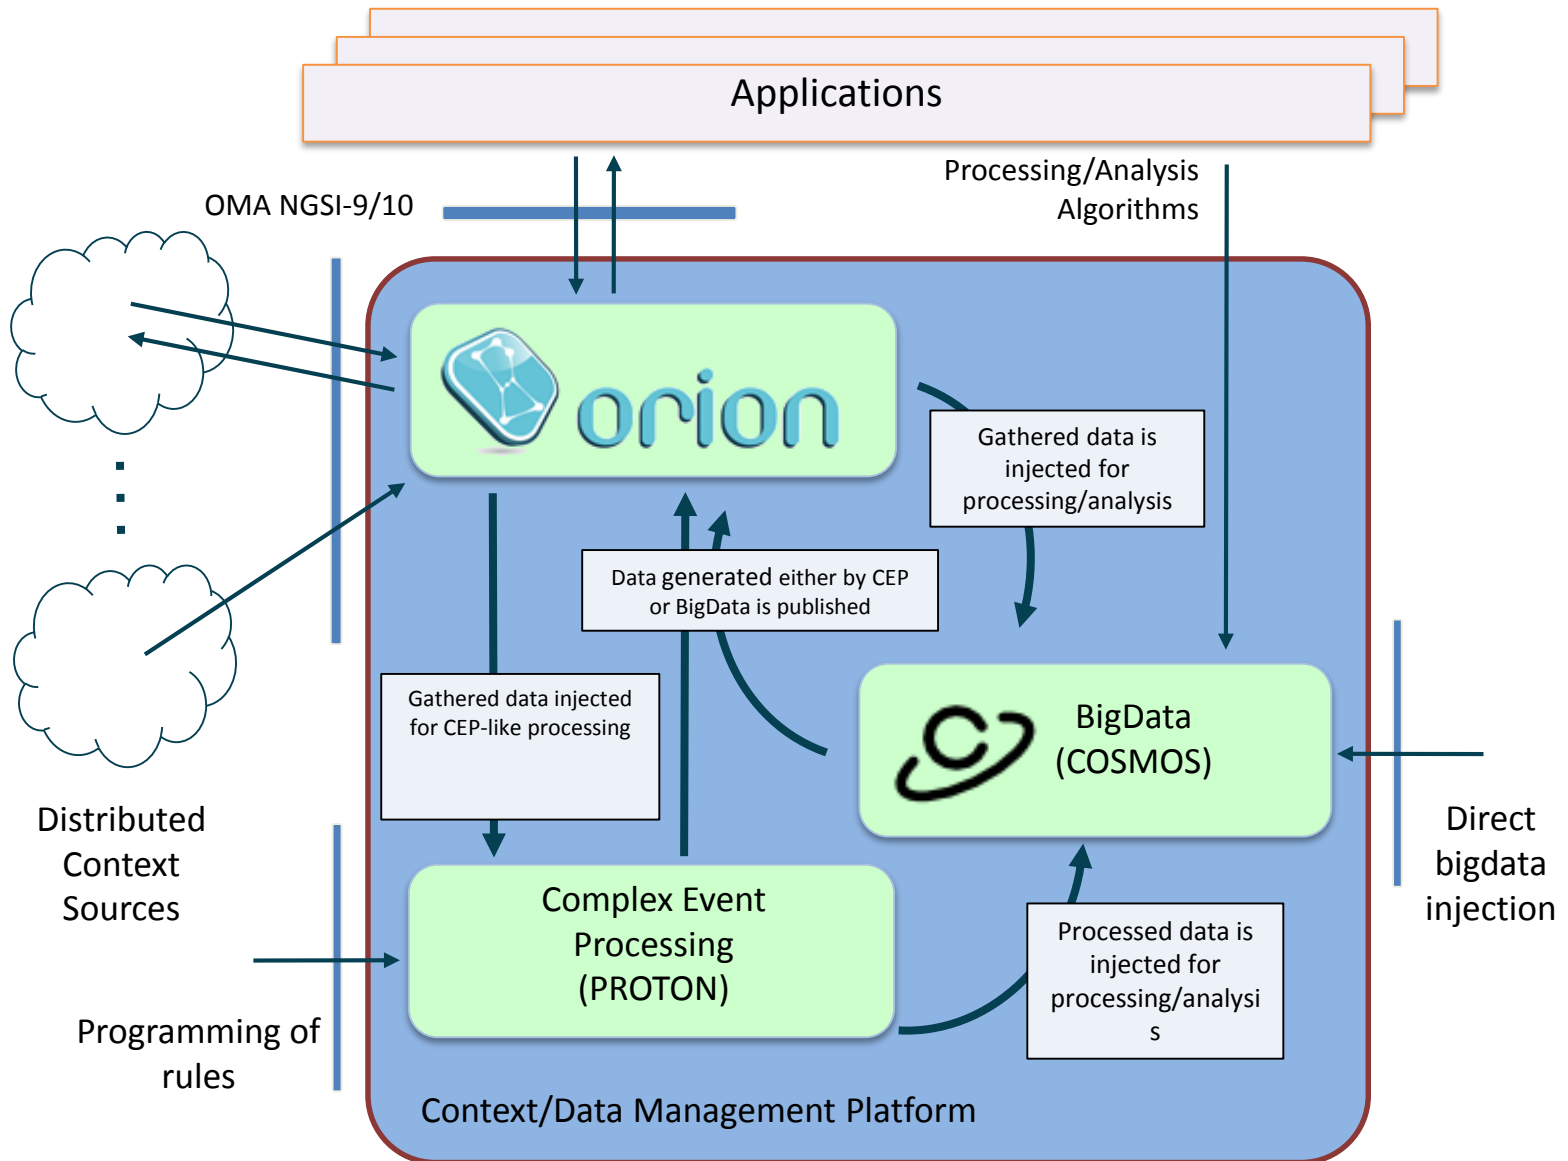 Applications
Processing/Analysis
Algorithms
OMA NGSI-9/10
orion
Gathered data is
injected for
processing/analysis
Data generated either by CEP
or BigData is published
Gathered data injected
for CEP-like processing
BigData
(COSMOS)
Distributed
Context
Sources
Direct
bigdata
injection
Complex Event
Processing
(PROTON)
Processed data is
injected for
processing/analysi
s
Programming of
rules
Context/Data Management Platform